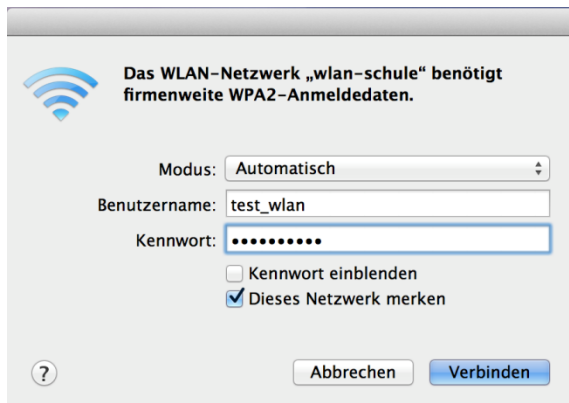 Das WLAN-Netzwerk „wlan-schule“ benötigt
firmenweite WPA2-Anmeldedaten.
Modus: Automatisch
Benutzername: test_wlan
Kennwort: ••••••••••
Kennwort einblenden
Dieses Netzwerk merken
? Abbrechen Verbinden